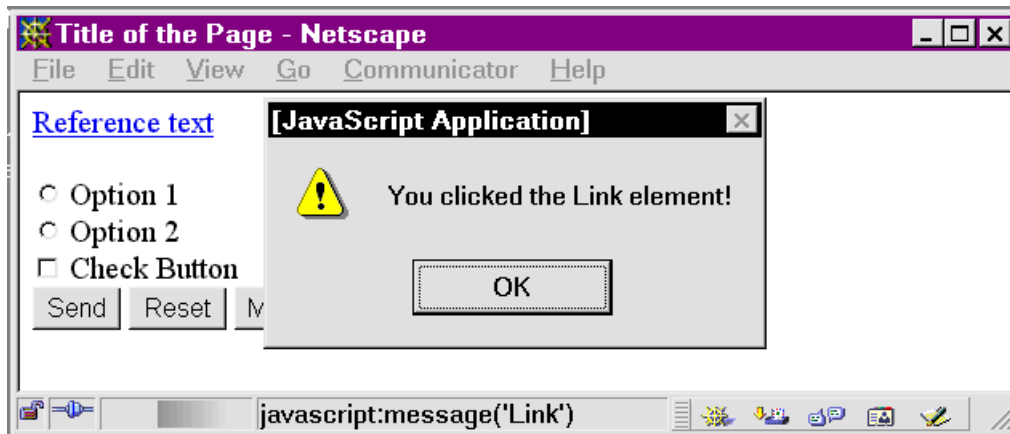 Title of the Page - Netscape
File Edit View Go Communicator Help
Reference text
[JavaScript Application]
You clicked the Link element!
OK
Option 1
Option 2
Check Button
Send Reset M
javascript:message('Link')